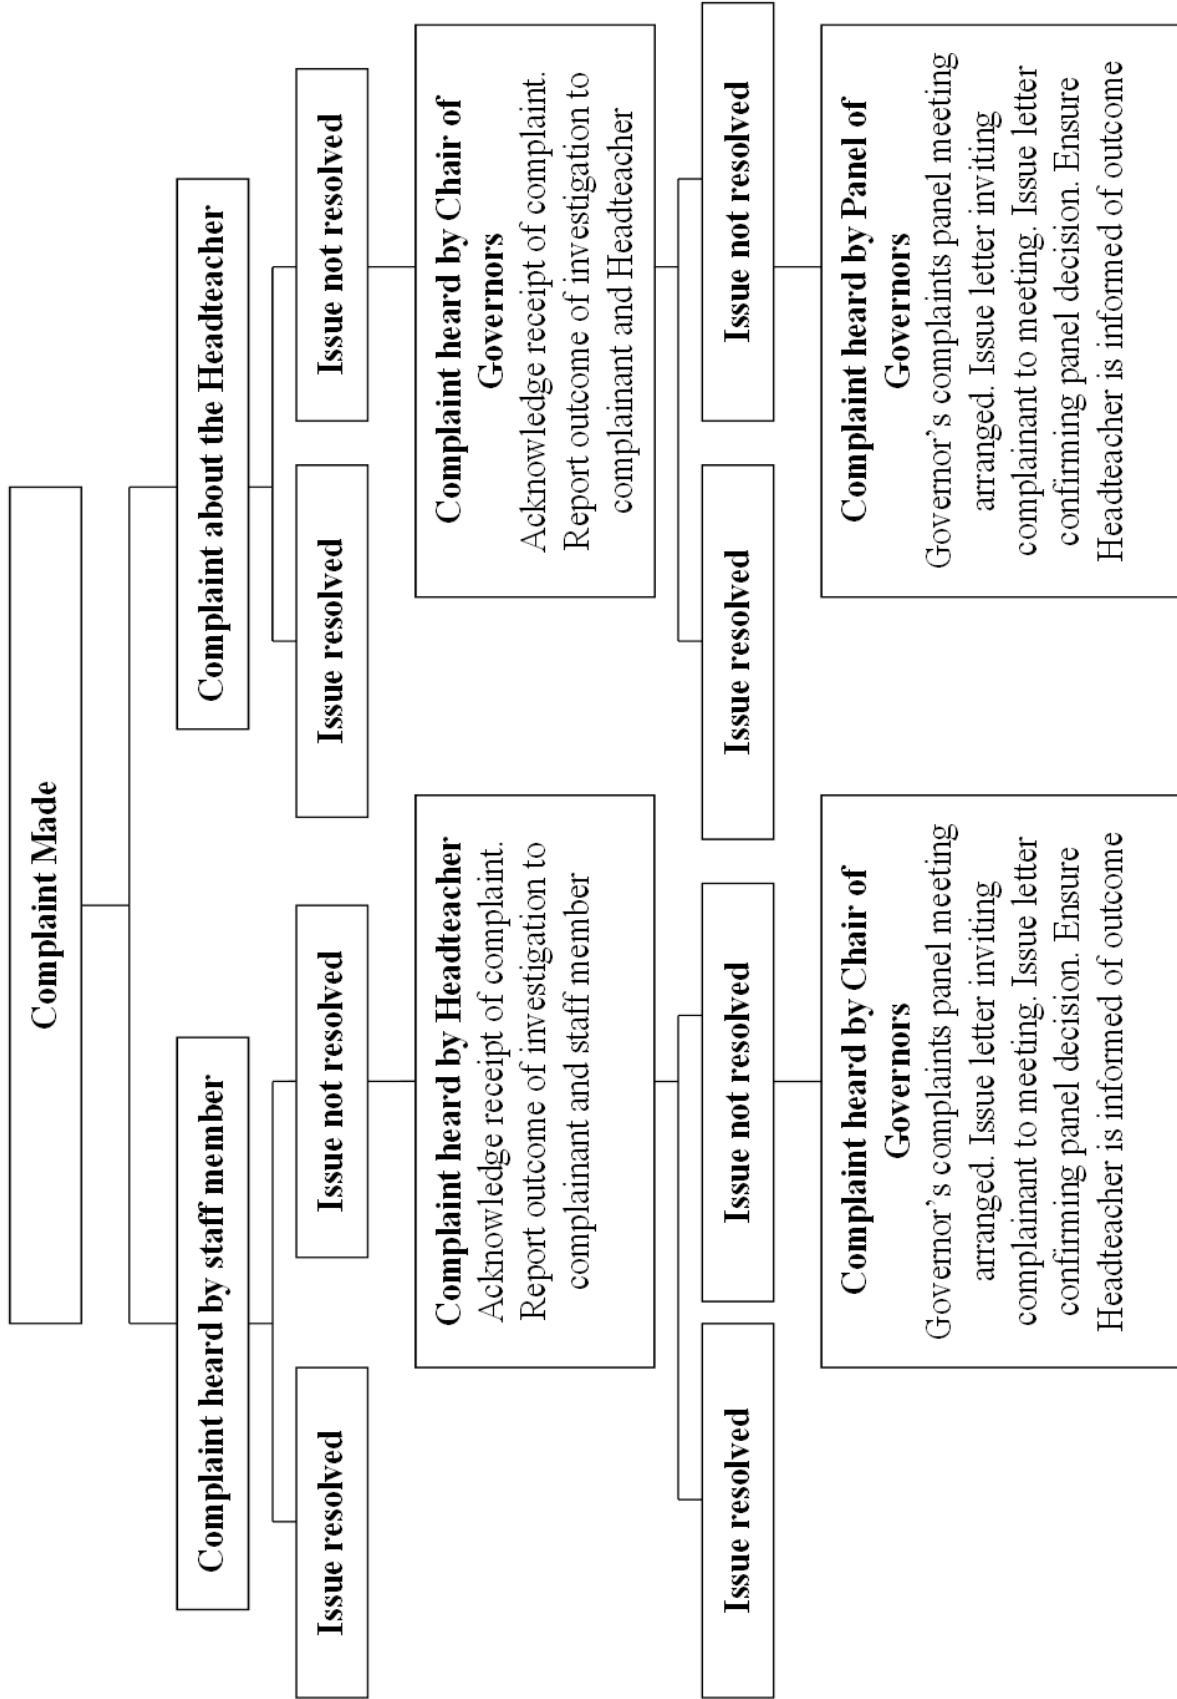 Complaint Made
Complaint heard by staff member
Complaint about the Headteacher
Issue resolved
Issue not resolved
Issue resolved
Issue not resolved
Complaint heard by Headteacher
Acknowledge receipt of complaint.
Report outcome of investigation to
complainant and staff member
Complaint heard by Chair of
Governors
Acknowledge receipt of complaint.
Report outcome of investigation to
complainant and Headteacher
Issue resolved
Issue not resolved
Issue resolved
Issue not resolved
Complaint heard by Chair of
Governors
Governor’s complaints panel meeting
arranged. Issue letter inviting
complainant to meeting. Issue letter
confirming panel decision. Ensure
Headteacher is informed of outcome
Complaint heard by Panel of
Governors
Governor’s complaints panel meeting
arranged. Issue letter inviting
complainant to meeting. Issue letter
confirming panel decision. Ensure
Headteacher is informed of outcome